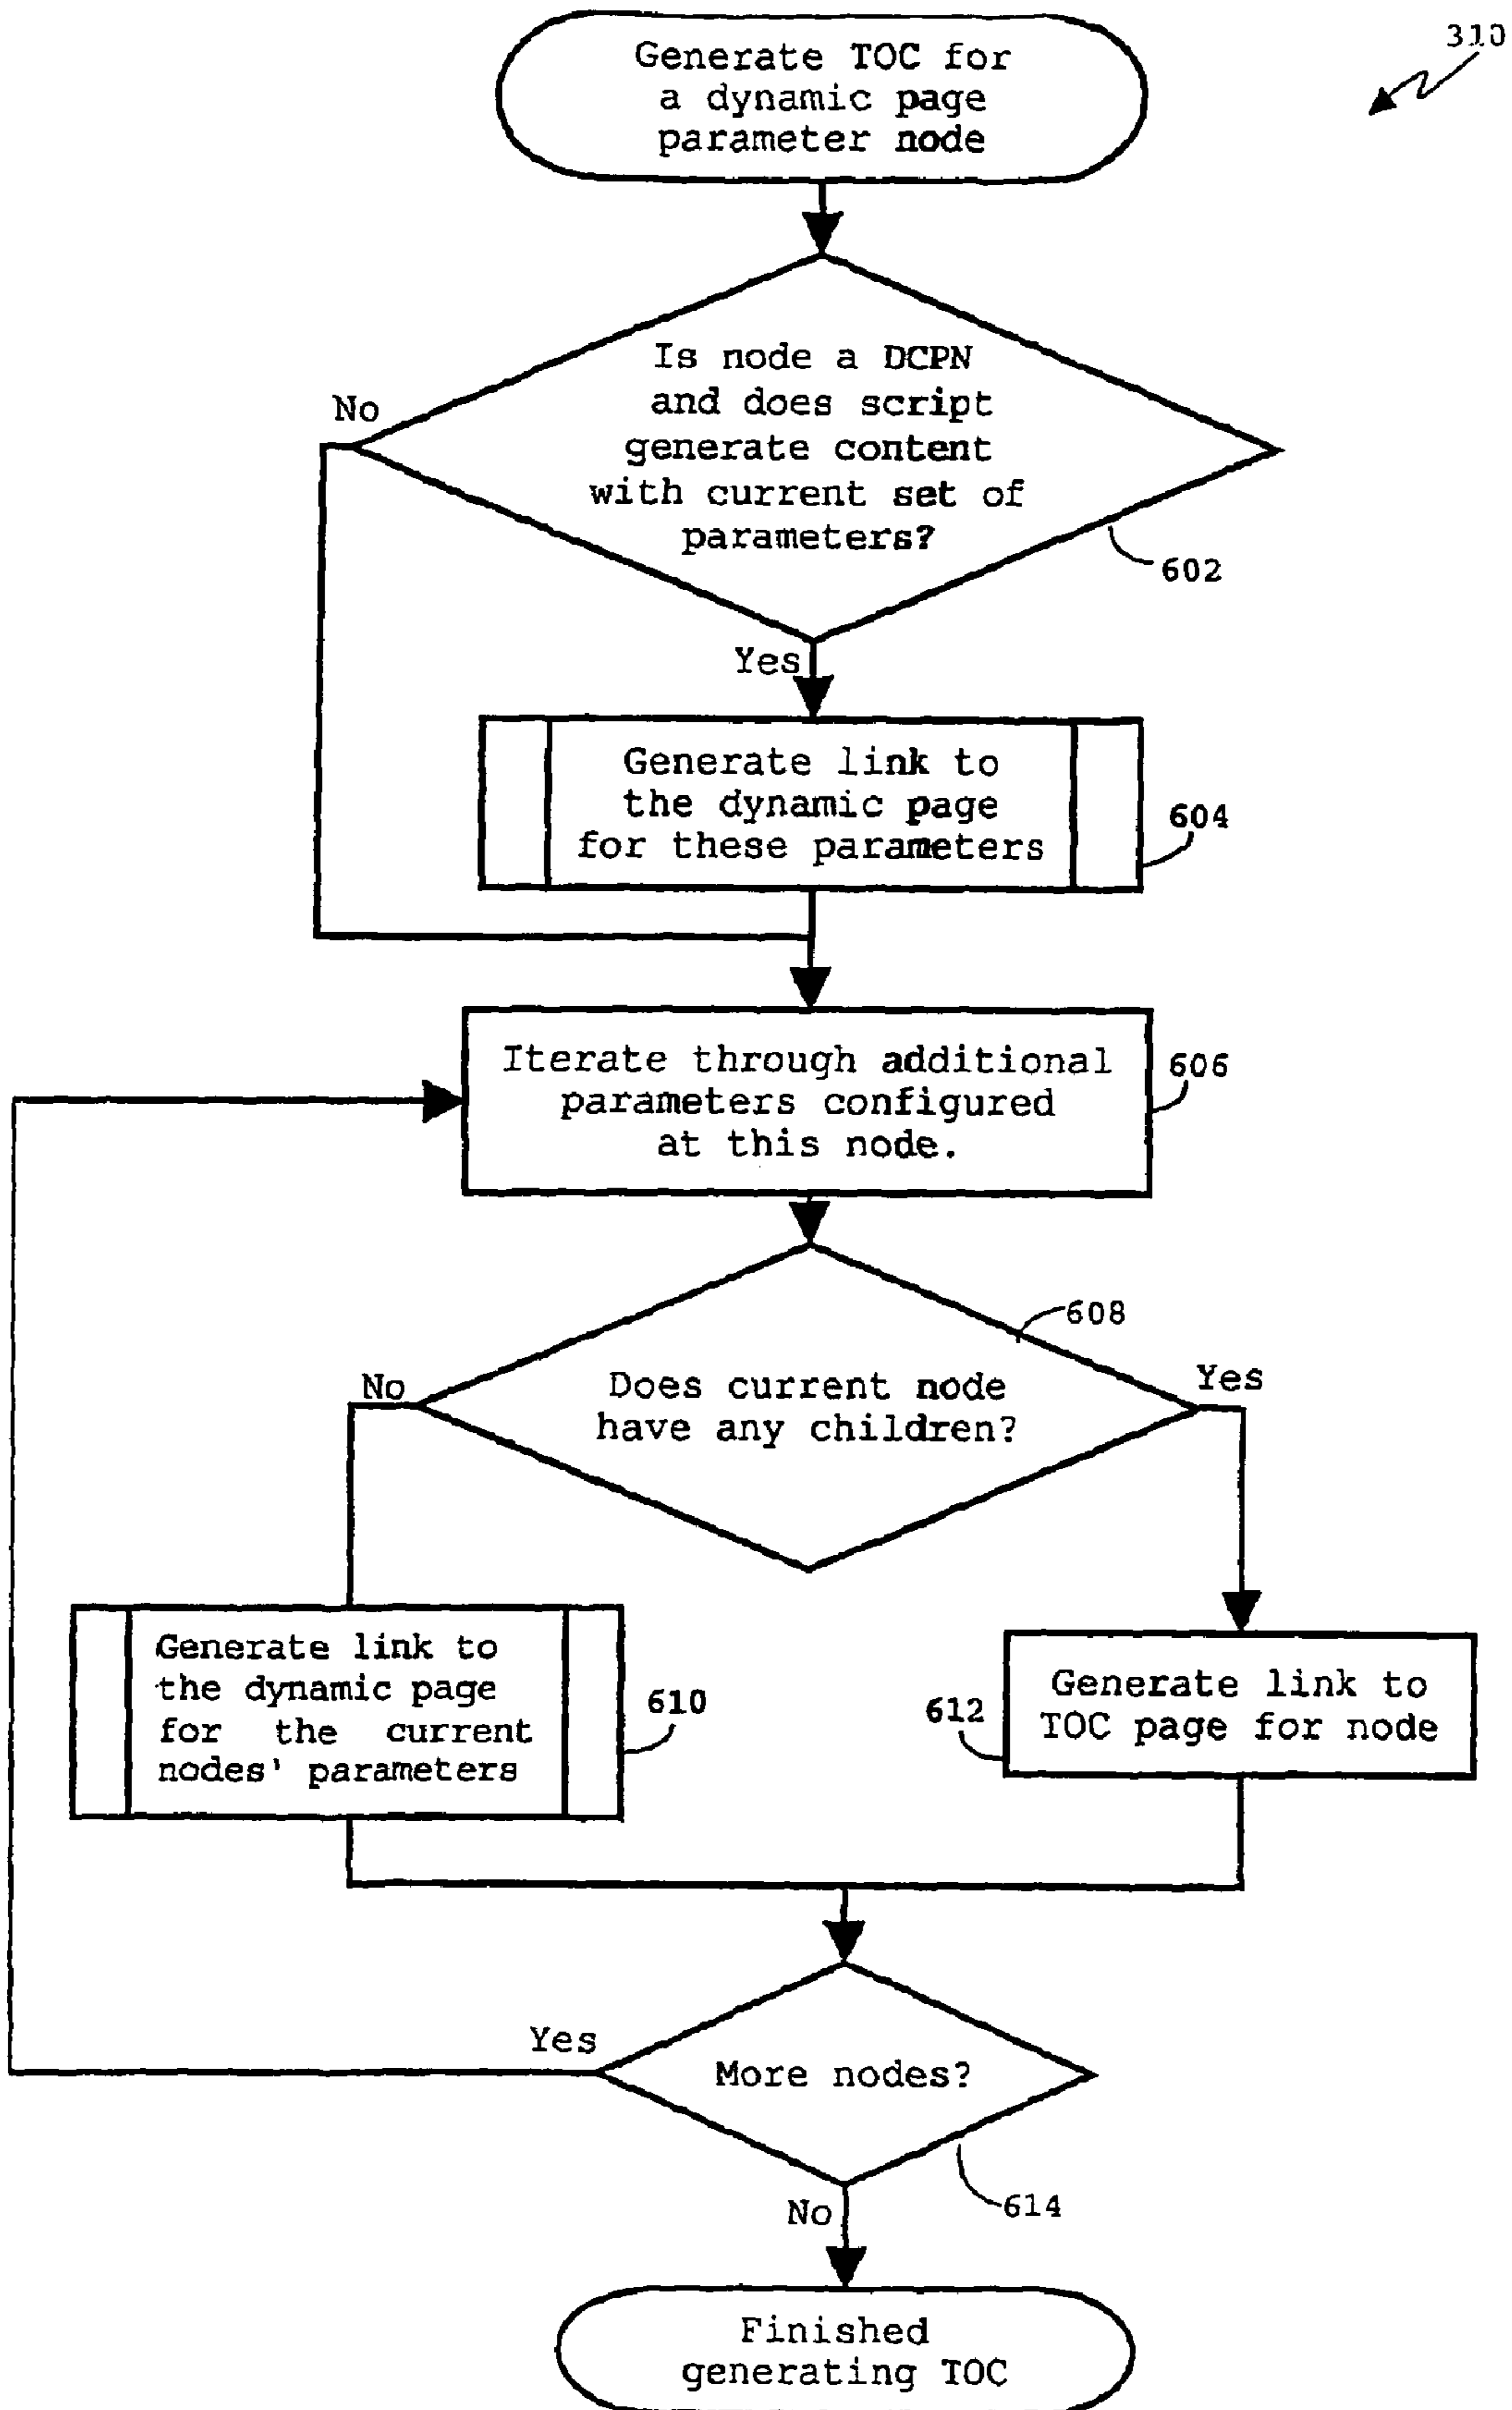 310
Generate TOC for
a dynamic page
parameter node
Is node a DCPN
and does script
generate content
with current set of
parameters?
No
602
Yes
Generate link to
the dynamic page
for these parameters
604
Iterate through additional
parameters configured
at this node.
606
608
No
Does current node
have any children?
Yes
Generate link to
the dynamic page
for the current
nodes' parameters
610
612
Generate link to
TOC page for node
Yes
More nodes?
614
No
Finished
generating TOC